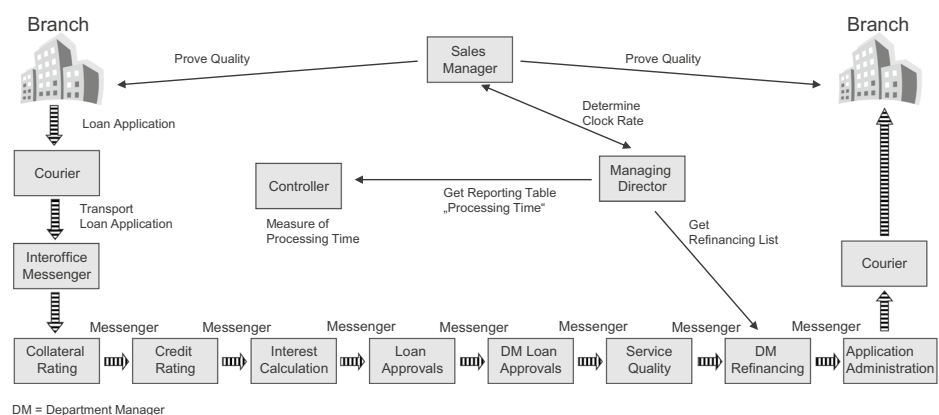 Branch
Branch
Prove Quality
Sales
Manager
Prove Quality
Loan Application
Determine
Clock Rate
Courier
Controller
Get Reporting Table
„Processing Time“
Managing
Director
Transport
Loan Application
Measure of
Processing Time
Get
Refinancing List
Interoffice
Messenger
Courier
Messenger
Messenger
Messenger
Messenger
Messenger
Messenger
Messenger
Collateral
Rating
Credit
Rating
Interest
Calculation
Loan
Approvals
DM Loan
Approvals
Service
Quality
DM
Refinancing
Application
Administration
DM = Department Manager